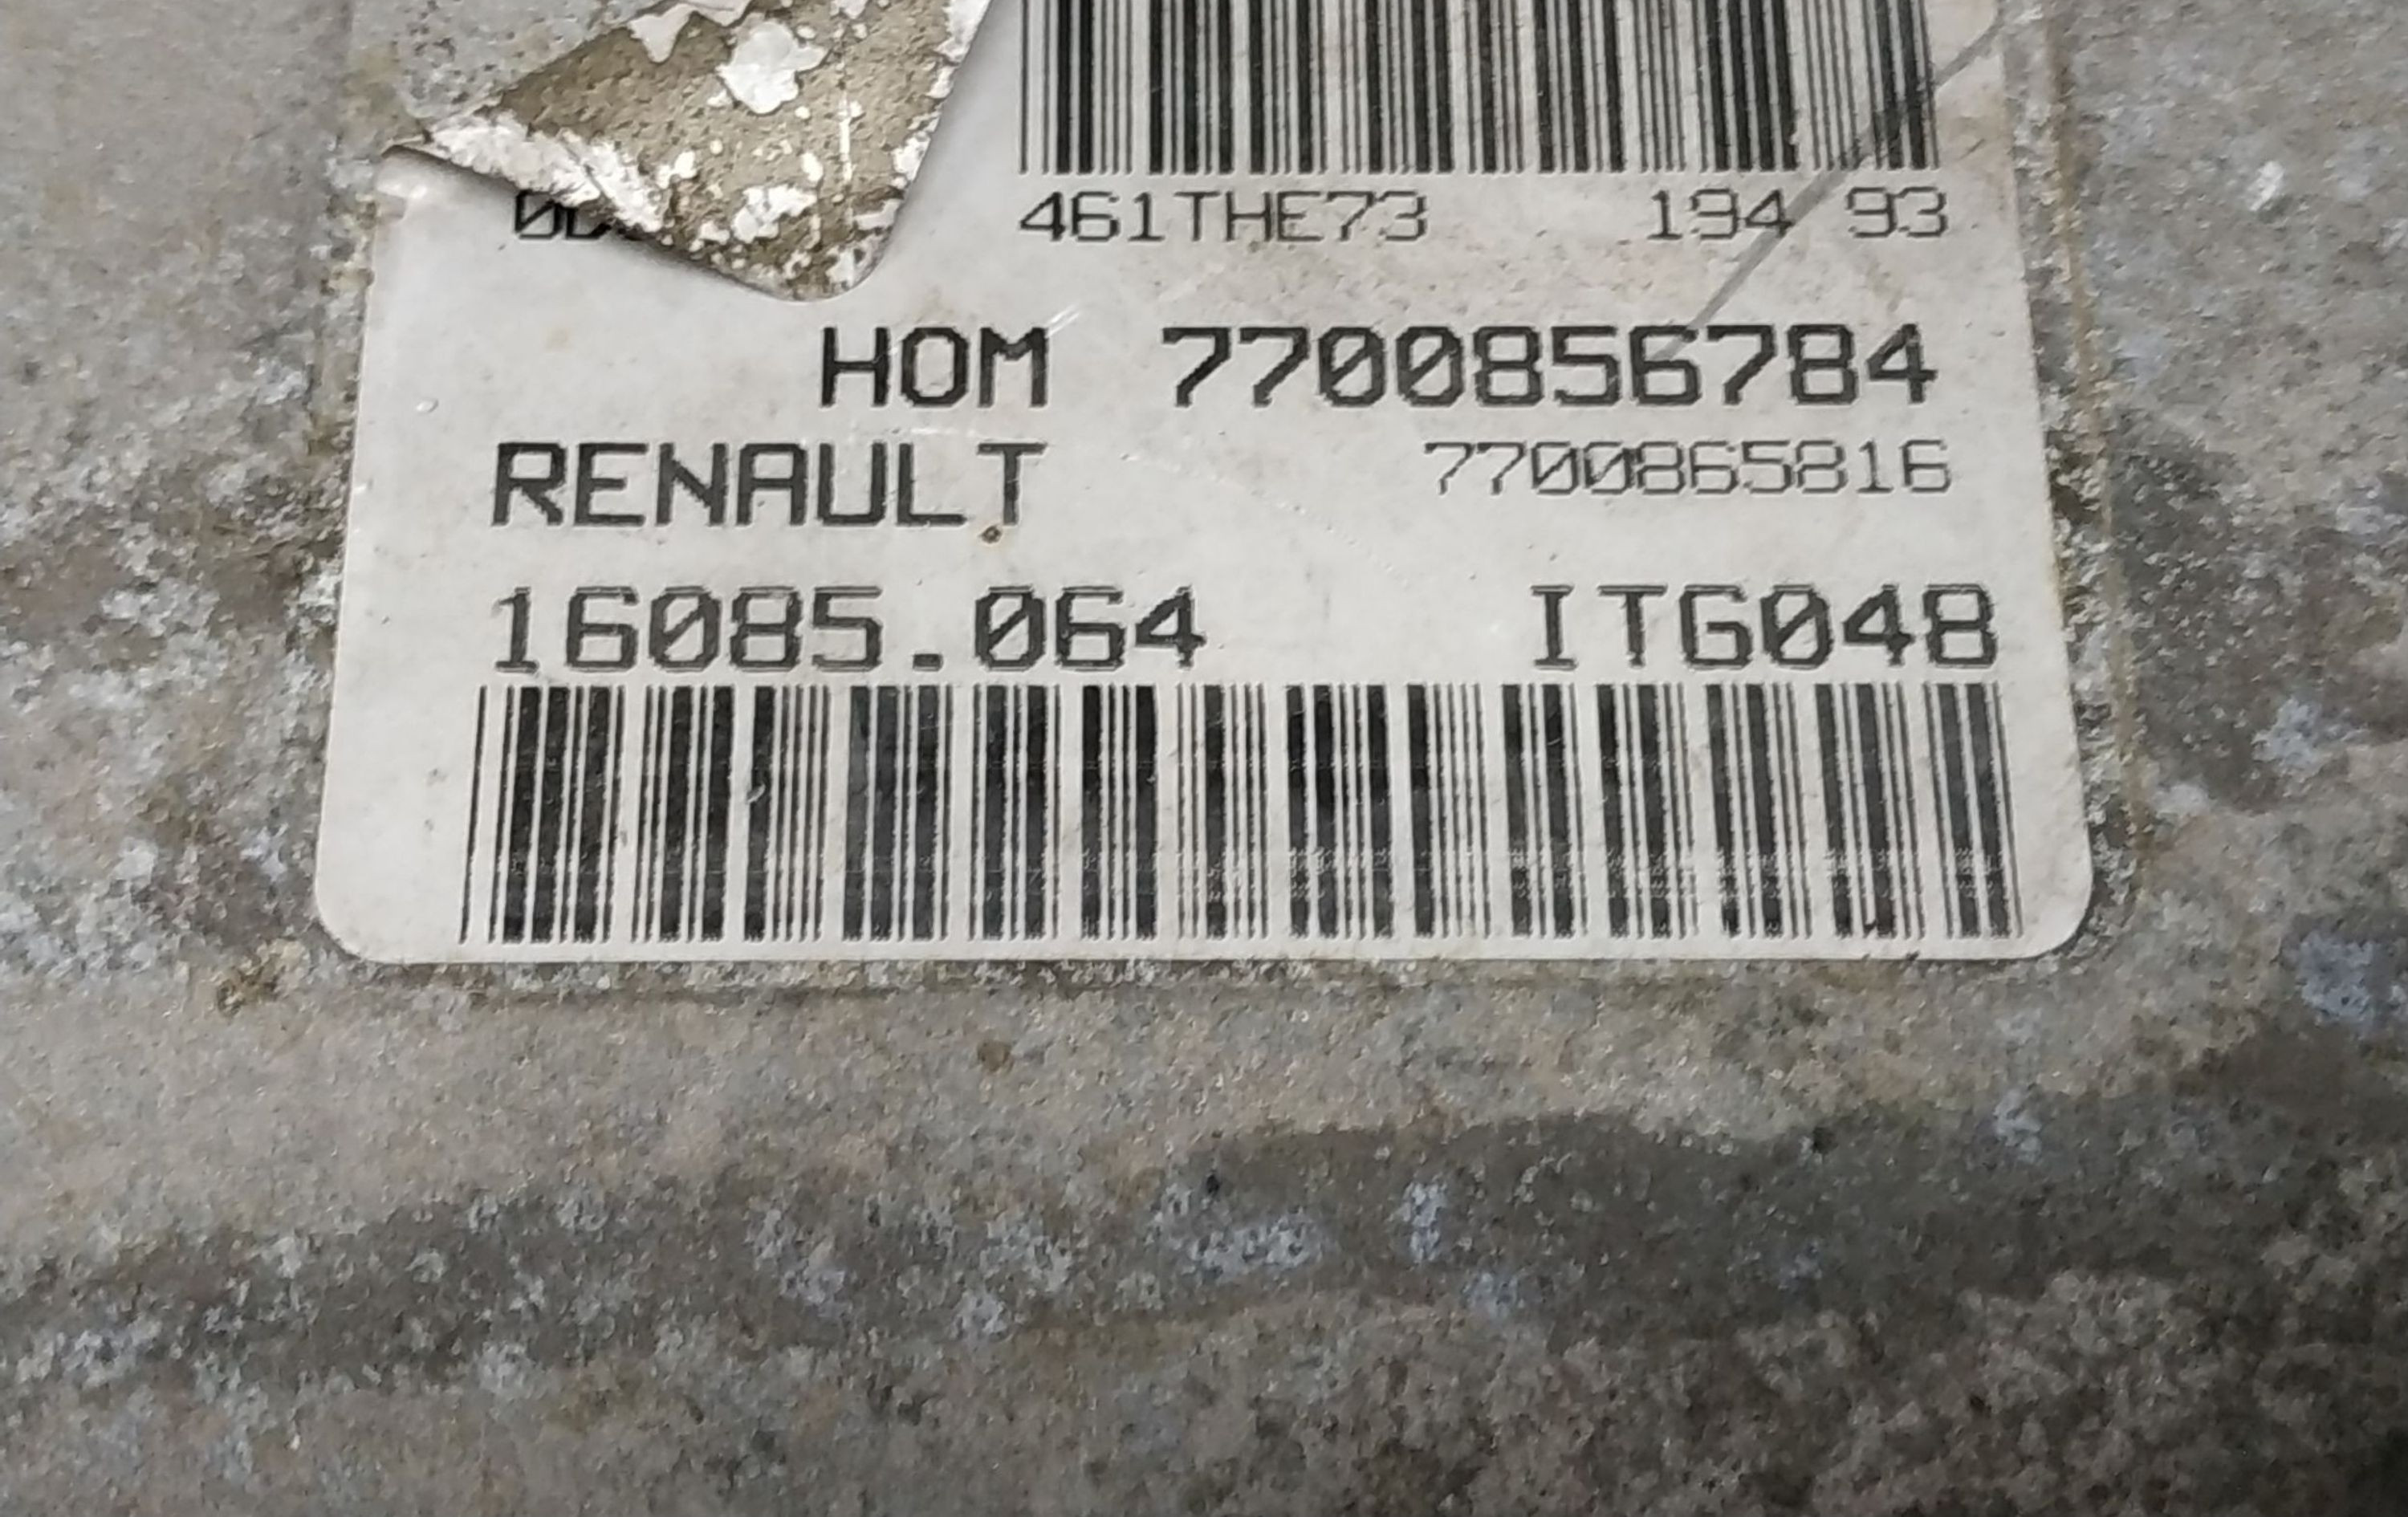 461THE73 194 93
HOM 7700856784
RENAULT 7700865816
16085.064 ITG048